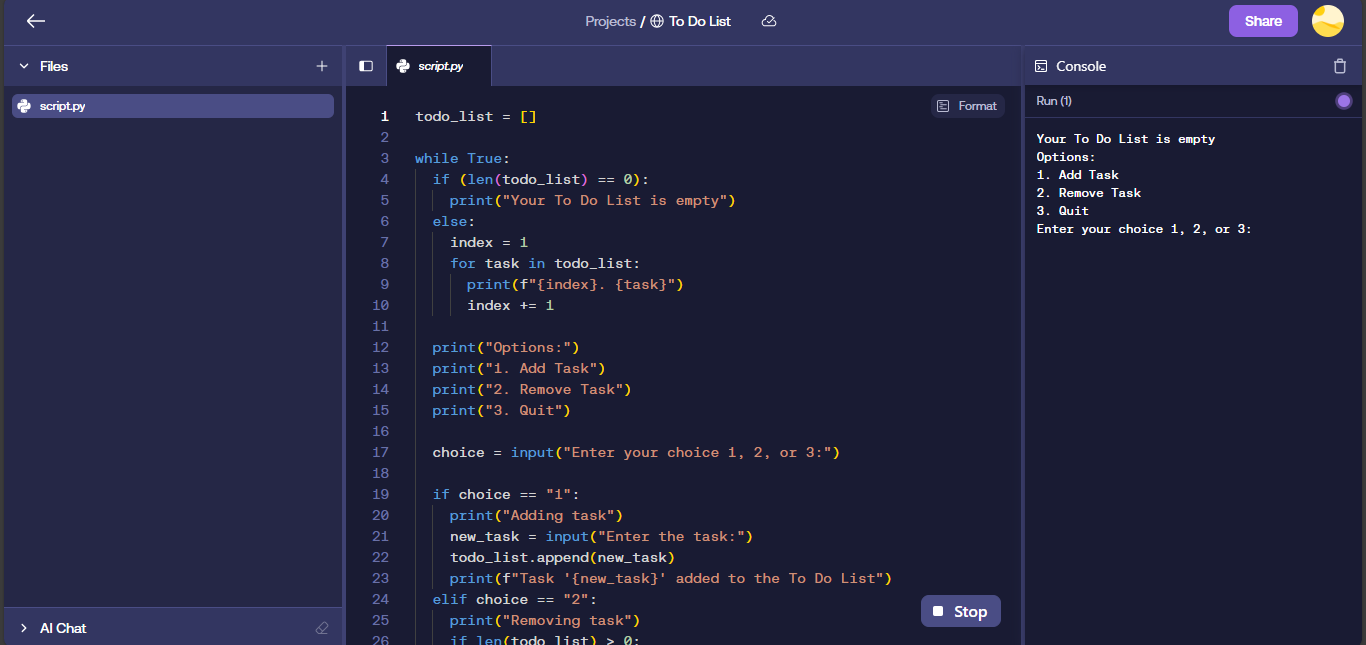 Projects / To Do List
Share
Files
script.py
script.py
Format
1 todo_list = []
2
3 while True:
4   if (len(todo_list) == 0):
5     print("Your To Do List is empty")
6   else:
7     index = 1
8     for task in todo_list:
9       print(f"{index}. {task}")
10       index += 1
11
12   print("Options:")
13   print("1. Add Task")
14   print("2. Remove Task")
15   print("3. Quit")
16
17   choice = input("Enter your choice 1, 2, or 3:")
18
19   if choice == "1":
20     print("Adding task")
21     new_task = input("Enter the task:")
22     todo_list.append(new_task)
23     print(f"Task '{new_task}' added to the To Do List")
24   elif choice == "2":
25     print("Removing task")
26     if len(todo_list) > 0:
Stop
Console
Run (1)
Your To Do List is empty
Options:
1. Add Task
2. Remove Task
3. Quit
Enter your choice 1, 2, or 3:
AI Chat